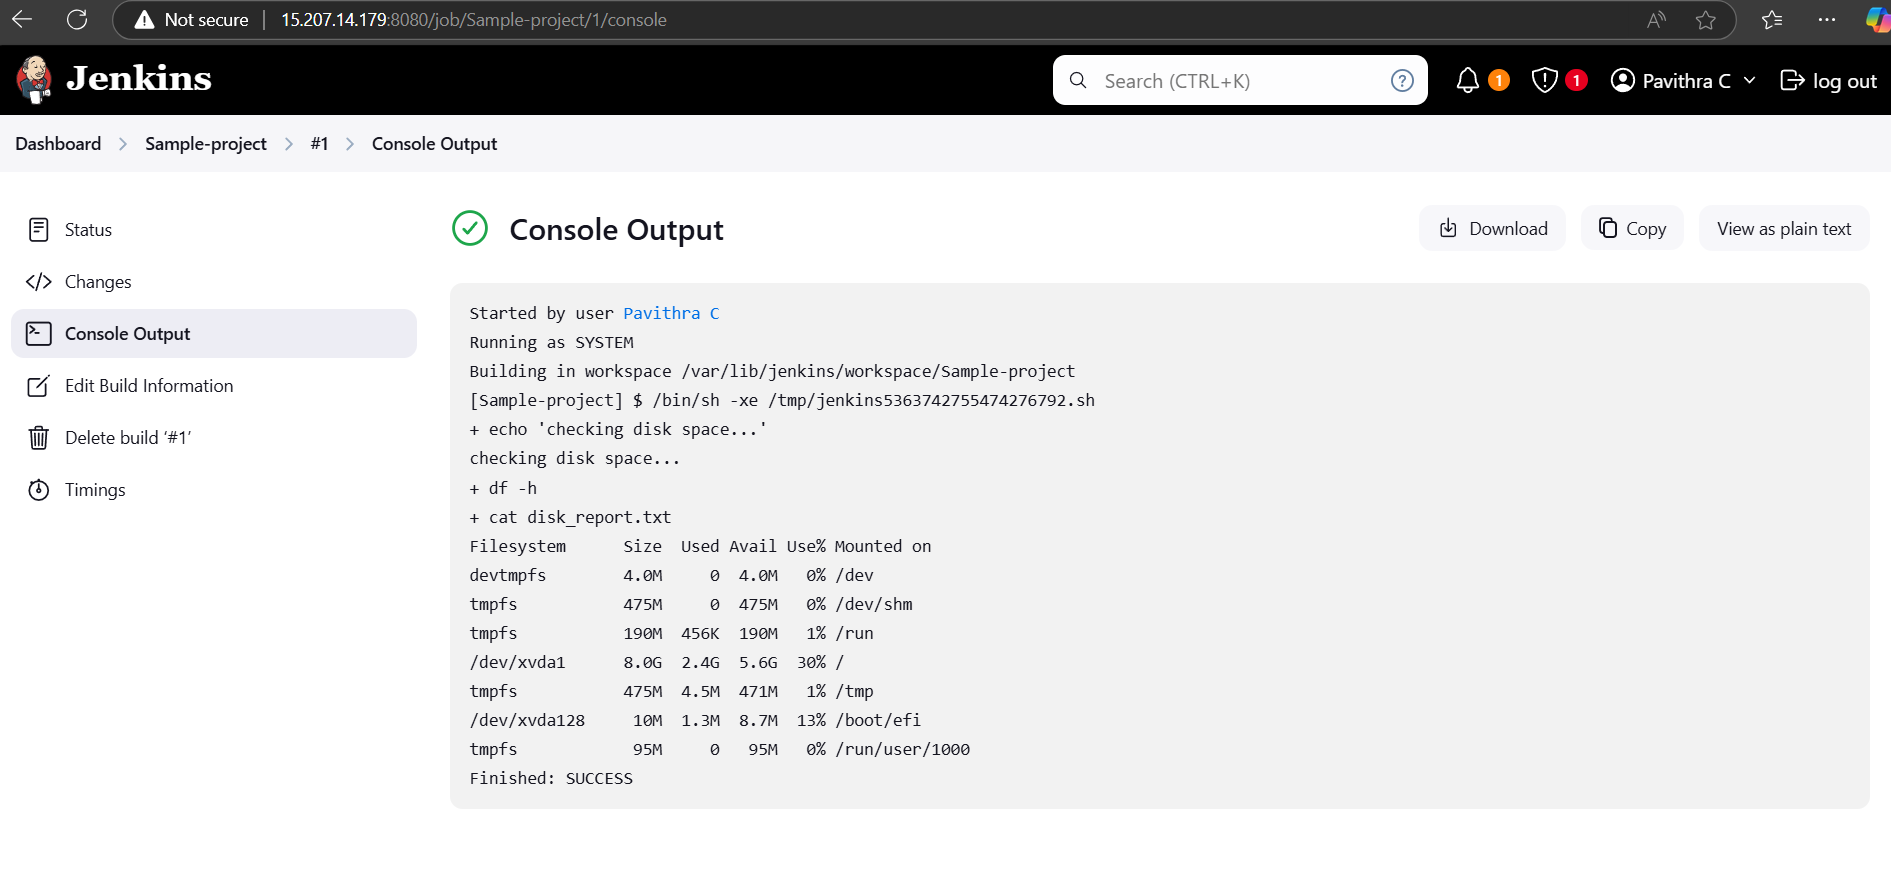 Not secure 15.207.14.179:8080/job/Sample-project/1/console
Jenkins Search (CTRL+K) 1 1 Pavithra C log out
Dashboard Sample-project #1 Console Output
Status
Changes
Console Output
Edit Build Information
Delete build ‘#1’
Timings
Console Output
Download Copy View as plain text
Started by user Pavithra C
Running as SYSTEM
Building in workspace /var/lib/jenkins/workspace/Sample-project
[Sample-project] $ /bin/sh -xe /tmp/jenkins5363742755474276792.sh
+ echo 'checking disk space...'
checking disk space...
+ df -h
+ cat disk_report.txt
Filesystem      Size  Used Avail Use% Mounted on
devtmpfs        4.0M     0  4.0M   0% /dev
tmpfs           475M     0  475M   0% /dev/shm
tmpfs           190M  456K  190M   1% /run
/dev/xvda1      8.0G  2.4G  5.6G  30% /
tmpfs           475M  4.5M  471M   1% /tmp
/dev/xvda128     10M  1.3M  8.7M  13% /boot/efi
tmpfs            95M     0   95M   0% /run/user/1000
Finished: SUCCESS